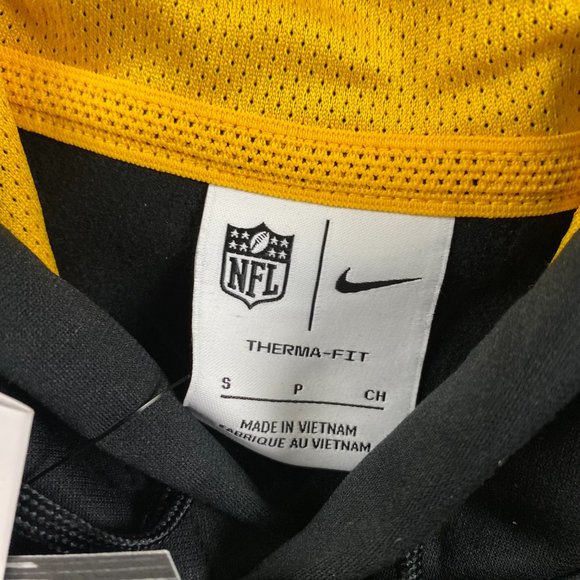 NFL
THERMA-FIT
S P CH
MADE IN VIETNAM
FABRIQUE AU VIETNAM